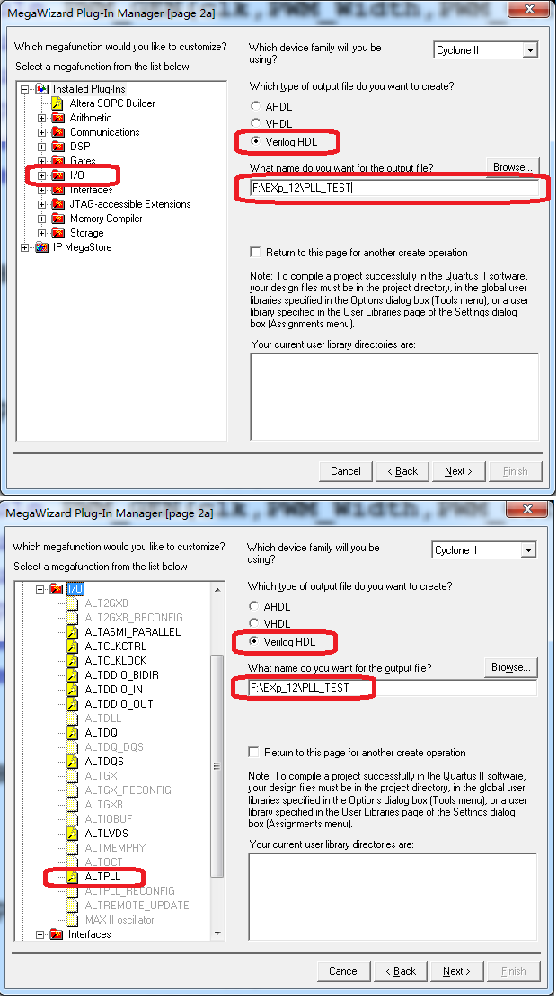 MegaWizard Plug-In Manager [page 2a]
Which megafunction would you like to customize?
Select a megafunction from the list below
Installed Plug-Ins
Altera SOPC Builder
Arithmetic
Communications
DSP
Gates
I/O
Interfaces
JTAG-accessible Extensions
Memory Compiler
Storage
IP MegaStore
Which device family will you be
using?
Cyclone II
Which type of output file do you want to create?
AHDL
VHDL
Verilog HDL
What name do you want for the output file?
Browse...
F:\EXp_12\PLL_TEST
Return to this page for another create operation
Note: To compile a project successfully in the Quartus II software,
your design files must be in the project directory, in the global user
libraries specified in the Options dialog box (Tools menu), or a user
library specified in the User Libraries page of the Settings dialog
box (Assignments menu).
Your current user library directories are:
Cancel
< Back
Next >
Finish
lk,PWM_Width,PWM_
MegaWizard Plug-In Manager [page 2a]
Which megafunction would you like to customize?
Select a megafunction from the list below
I/O
ALT2GXB
ALT2GXB_RECONFIG
ALTASMI_PARALLEL
ALTCLKCTRL
ALTCLKLOCK
ALTDDIO_BIDIR
ALTDDIO_IN
ALTDDIO_OUT
ALTDLL
ALTDQ
ALTDQ_DQS
ALTDQS
ALTGX
ALTGX_RECONFIG
ALTGXB
ALTIOBUF
ALTLVDS
ALTMEMPHY
ALTOCT
ALTPLL
ALTPLL_RECONFIG
ALTREMOTE_UPDATE
MAX II oscillator
Interfaces
Which device family will you be
using?
Cyclone II
Which type of output file do you want to create?
AHDL
VHDL
Verilog HDL
What name do you want for the output file?
Browse...
F:\EXp_12\PLL_TEST
Return to this page for another create operation
Note: To compile a project successfully in the Quartus II software,
your design files must be in the project directory, in the global user
libraries specified in the Options dialog box (Tools menu), or a user
library specified in the User Libraries page of the Settings dialog
box (Assignments menu).
Your current user library directories are:
Cancel
< Back
Next >
Finish